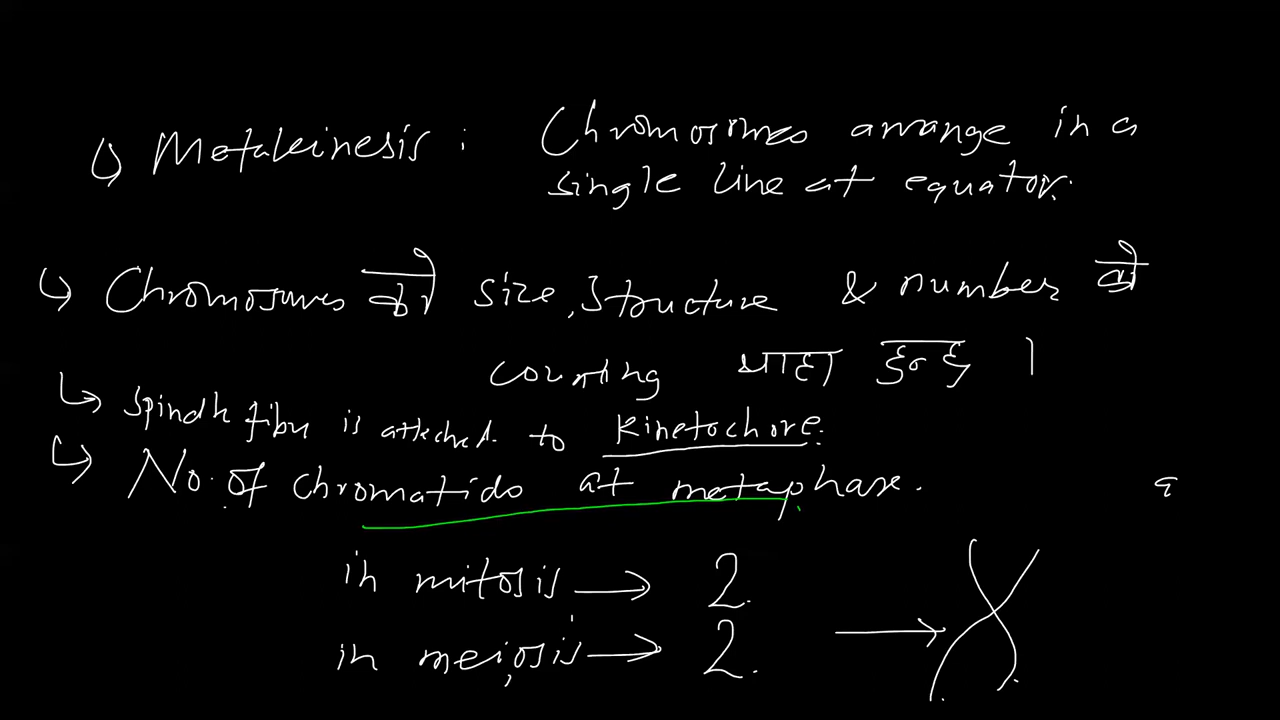 ↳ Metakinesis : Chromosomes arrange in a
single line at equator.
↳ Chromosomes को size, structure & number को
counting गर्न हुन्छ ।
↳ Spindle fibre is attached to Kinetochore.
↳ No. of chromatids at metaphase.
in mitosis → 2.
in meiosis → 2. →